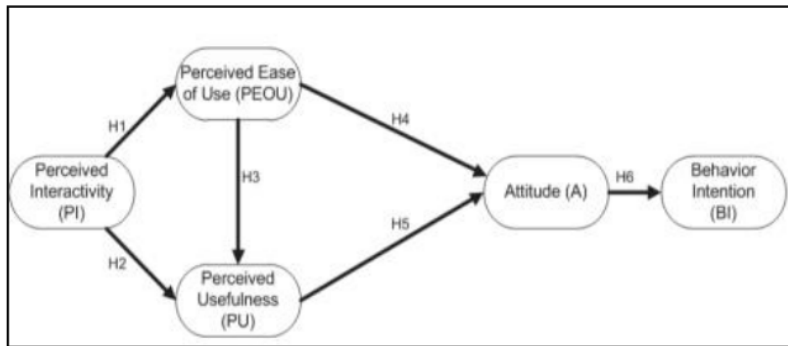 Perceived Ease
of Use (PEOU)
H1
H4
H3
Perceived
Interactivity
(PI)
Attitude (A)
H6
Behavior
Intention
(BI)
H2
H5
Perceived
Usefulness
(PU)